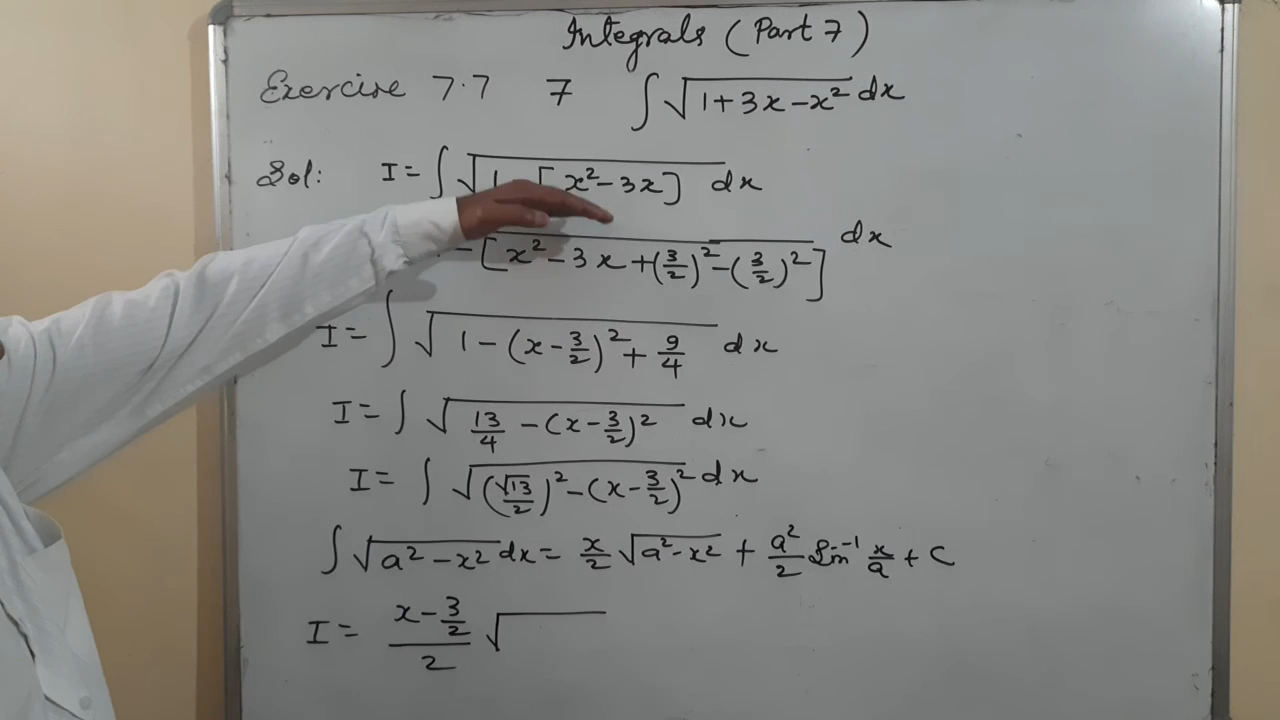 Integrals (Part 7)
Exercise 7.7 7 ∫ √(1+3x−x²) dx
Sol: I = ∫ √(1 − [x²−3x]) dx
− [x²−3x+(3/2)²−(3/2)²] dx
I = ∫ √(1−(x−3/2)²+9/4) dx
I = ∫ √(13/4 −(x−3/2)²) dx
I = ∫ √((√13/2)²−(x−3/2)²) dx
∫ √(a²−x²) dx = x/2 √(a²−x²) + a²/2 Sin⁻¹ x/a + C
I = (x−3/2)/2 √